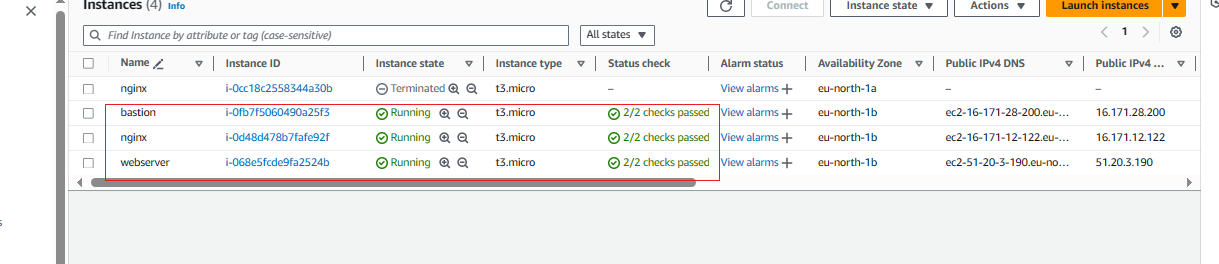 Instances (4) Info
Connect Instance state Actions Launch instances
Find Instance by attribute or tag (case-sensitive) All states 1
Name Instance ID Instance state Instance type Status check Alarm status Availability Zone Public IPv4 DNS Public IPv4 ...
nginx i-0cc18c2558344a30b Terminated t3.micro – View alarms + eu-north-1a – –
bastion i-0fb7f5060490a25f3 Running t3.micro 2/2 checks passed View alarms + eu-north-1b ec2-16-171-28-200.eu-... 16.171.28.200
nginx i-0d48d478b7fafe92f Running t3.micro 2/2 checks passed View alarms + eu-north-1b ec2-16-171-12-122.eu-... 16.171.12.122
webserver i-068e5fcde9fa2524b Running t3.micro 2/2 checks passed View alarms + eu-north-1b ec2-51-20-3-190.eu-no... 51.20.3.190